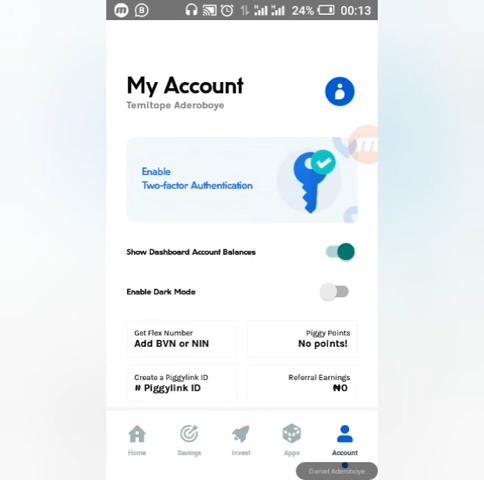 24% 00:13
My Account
Temitope Aderoboye
Enable
Two-factor Authentication
Show Dashboard Account Balances
Enable Dark Mode
Get Flex Number
Add BVN or NIN
Piggy Points
No points!
Create a Piggylink ID
# Piggylink ID
Referral Earnings
₦0
Home Savings Invest Apps Account
Daniel Aderoboye